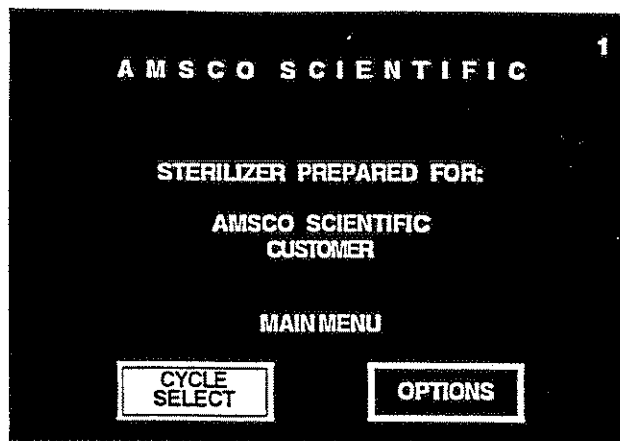 1
AMSCO SCIENTIFIC
STERILIZER PREPARED FOR:
AMSCO SCIENTIFIC
CUSTOMER
MAIN MENU
CYCLE
SELECT
OPTIONS